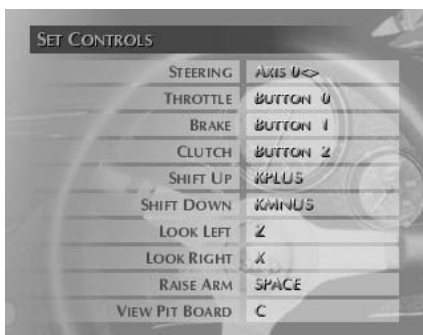 SET CONTROLS
STEERING AXIS 0<>
THROTTLE BUTTON 0
BRAKE BUTTON 1
CLUTCH BUTTON 2
SHIFT UP KPLUS
SHIFT DOWN KMINUS
LOOK LEFT Z
LOOK RIGHT X
RAISE ARM SPACE
VIEW PIT BOARD C